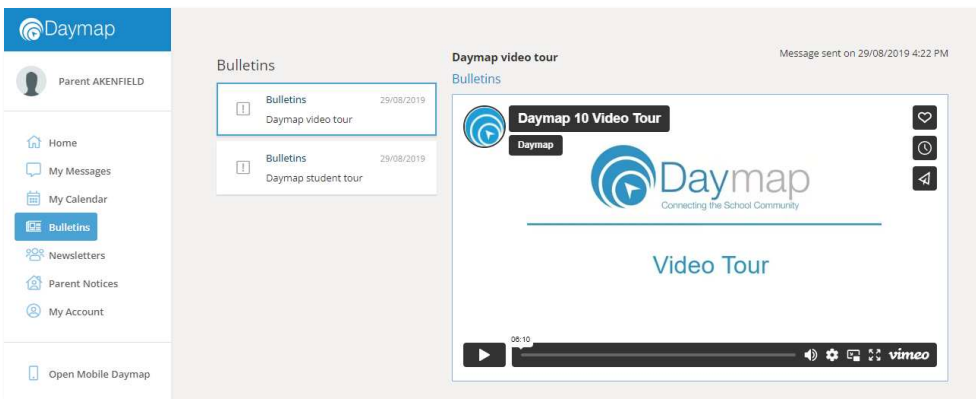 Daymap
Parent AKENFIELD
Home
My Messages
My Calendar
Bulletins
Newsletters
Parent Notices
My Account
Open Mobile Daymap
Bulletins
Bulletins 29/08/2019
Daymap video tour
Bulletins 29/08/2019
Daymap student tour
Daymap video tour
Message sent on 29/08/2019 4:22 PM
Bulletins
Daymap 10 Video Tour
Daymap
Daymap
Connecting the School Community
Video Tour
06:10
vimeo